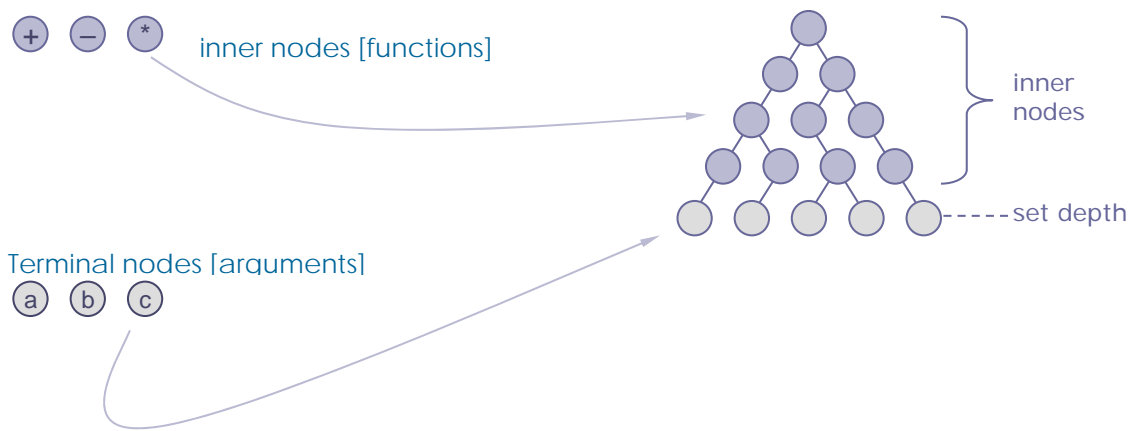 + – *
inner nodes [functions]
inner
nodes
set depth
Terminal nodes [arguments]
a b c